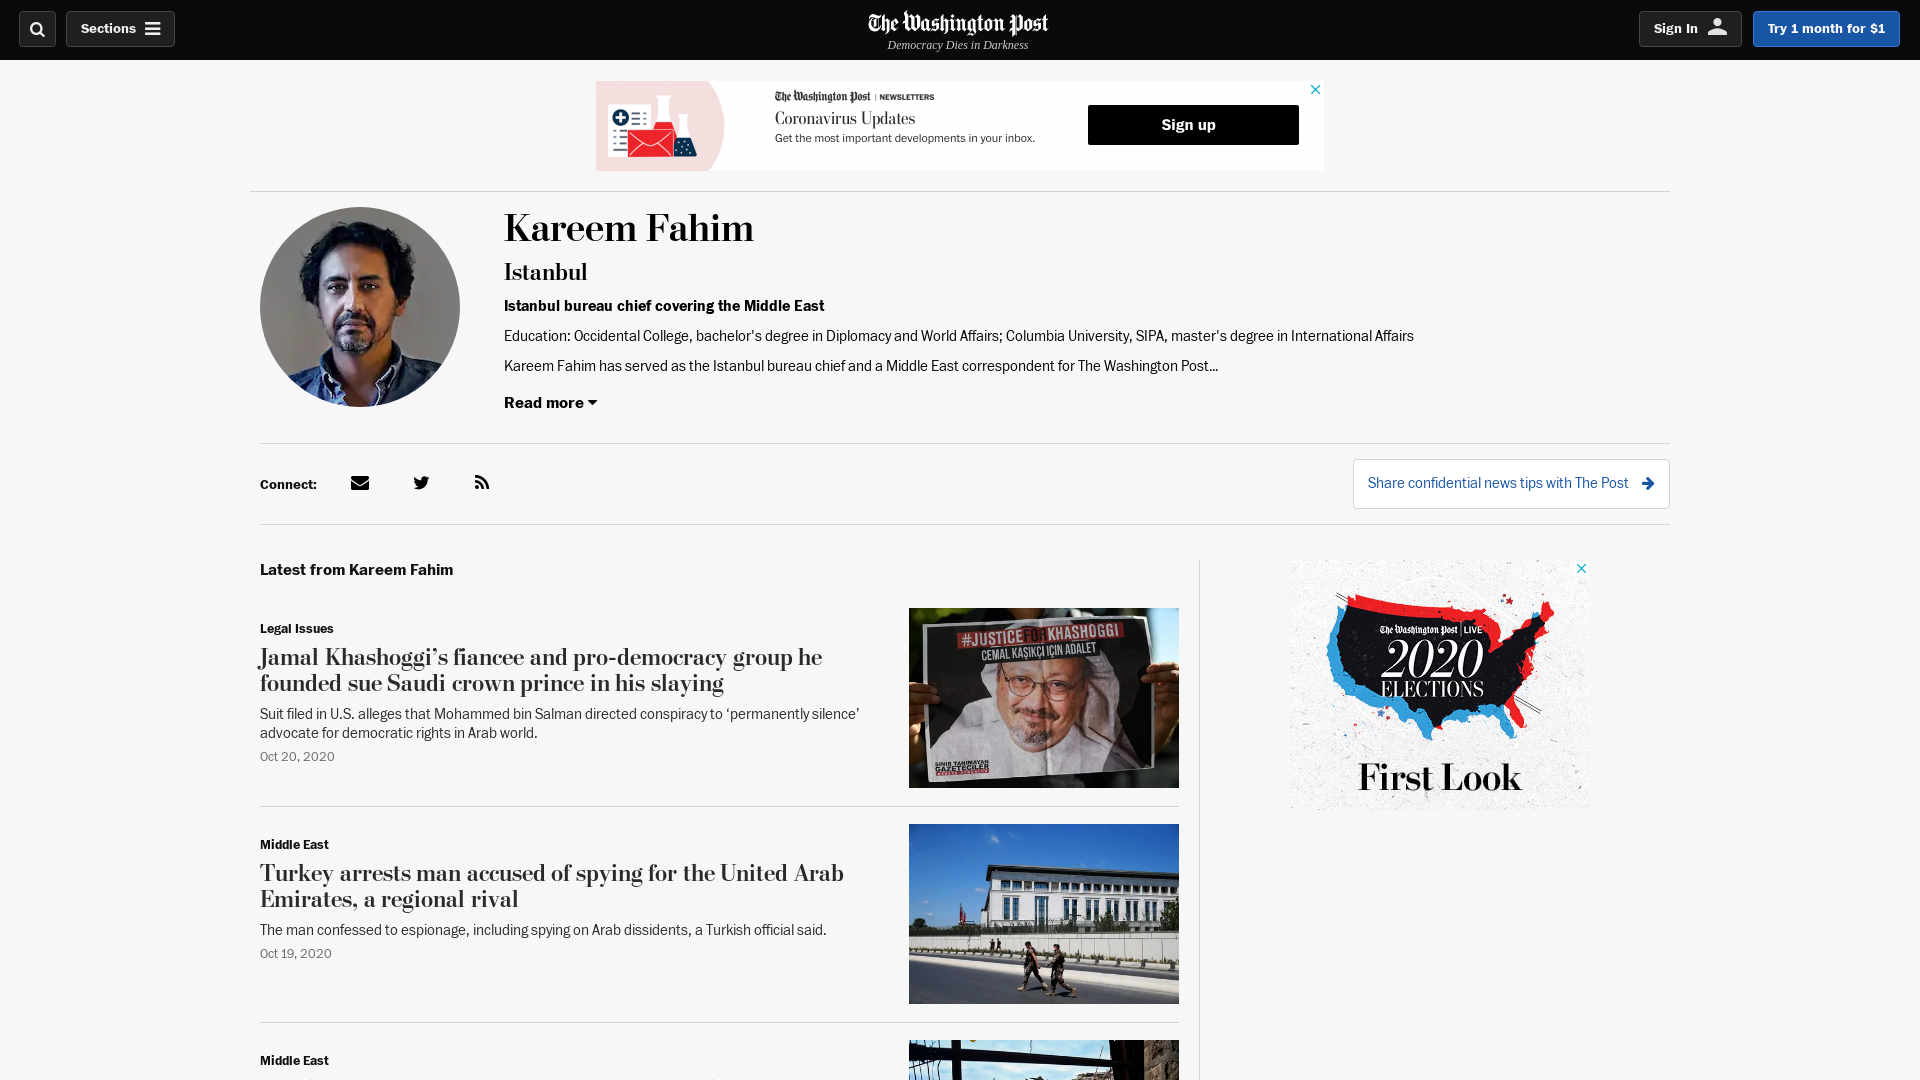 Sections
The Washington Post
Democracy Dies in Darkness
Sign In
Try 1 month for $1
The Washington Post | NEWSLETTERS
Coronavirus Updates
Get the most important developments in your inbox.
Sign up
Kareem Fahim
Istanbul
Istanbul bureau chief covering the Middle East
Education: Occidental College, bachelor's degree in Diplomacy and World Affairs; Columbia University, SIPA, master's degree in International Affairs
Kareem Fahim has served as the Istanbul bureau chief and a Middle East correspondent for The Washington Post...
Read more
Connect:
Share confidential news tips with The Post
Latest from Kareem Fahim
Legal Issues
Jamal Khashoggi’s fiancee and pro-democracy group he
founded sue Saudi crown prince in his slaying
Suit filed in U.S. alleges that Mohammed bin Salman directed conspiracy to ‘permanently silence’
advocate for democratic rights in Arab world.
Oct 20, 2020
#JUSTICEFORKHASHOGGI
CEMAL KAŞIKÇI İÇİN ADALET
SINIR TANIMAYAN
GAZETECİLER
The Washington Post | LIVE
2020
ELECTIONS
First Look
Middle East
Turkey arrests man accused of spying for the United Arab
Emirates, a regional rival
The man confessed to espionage, including spying on Arab dissidents, a Turkish official said.
Oct 19, 2020
Middle East